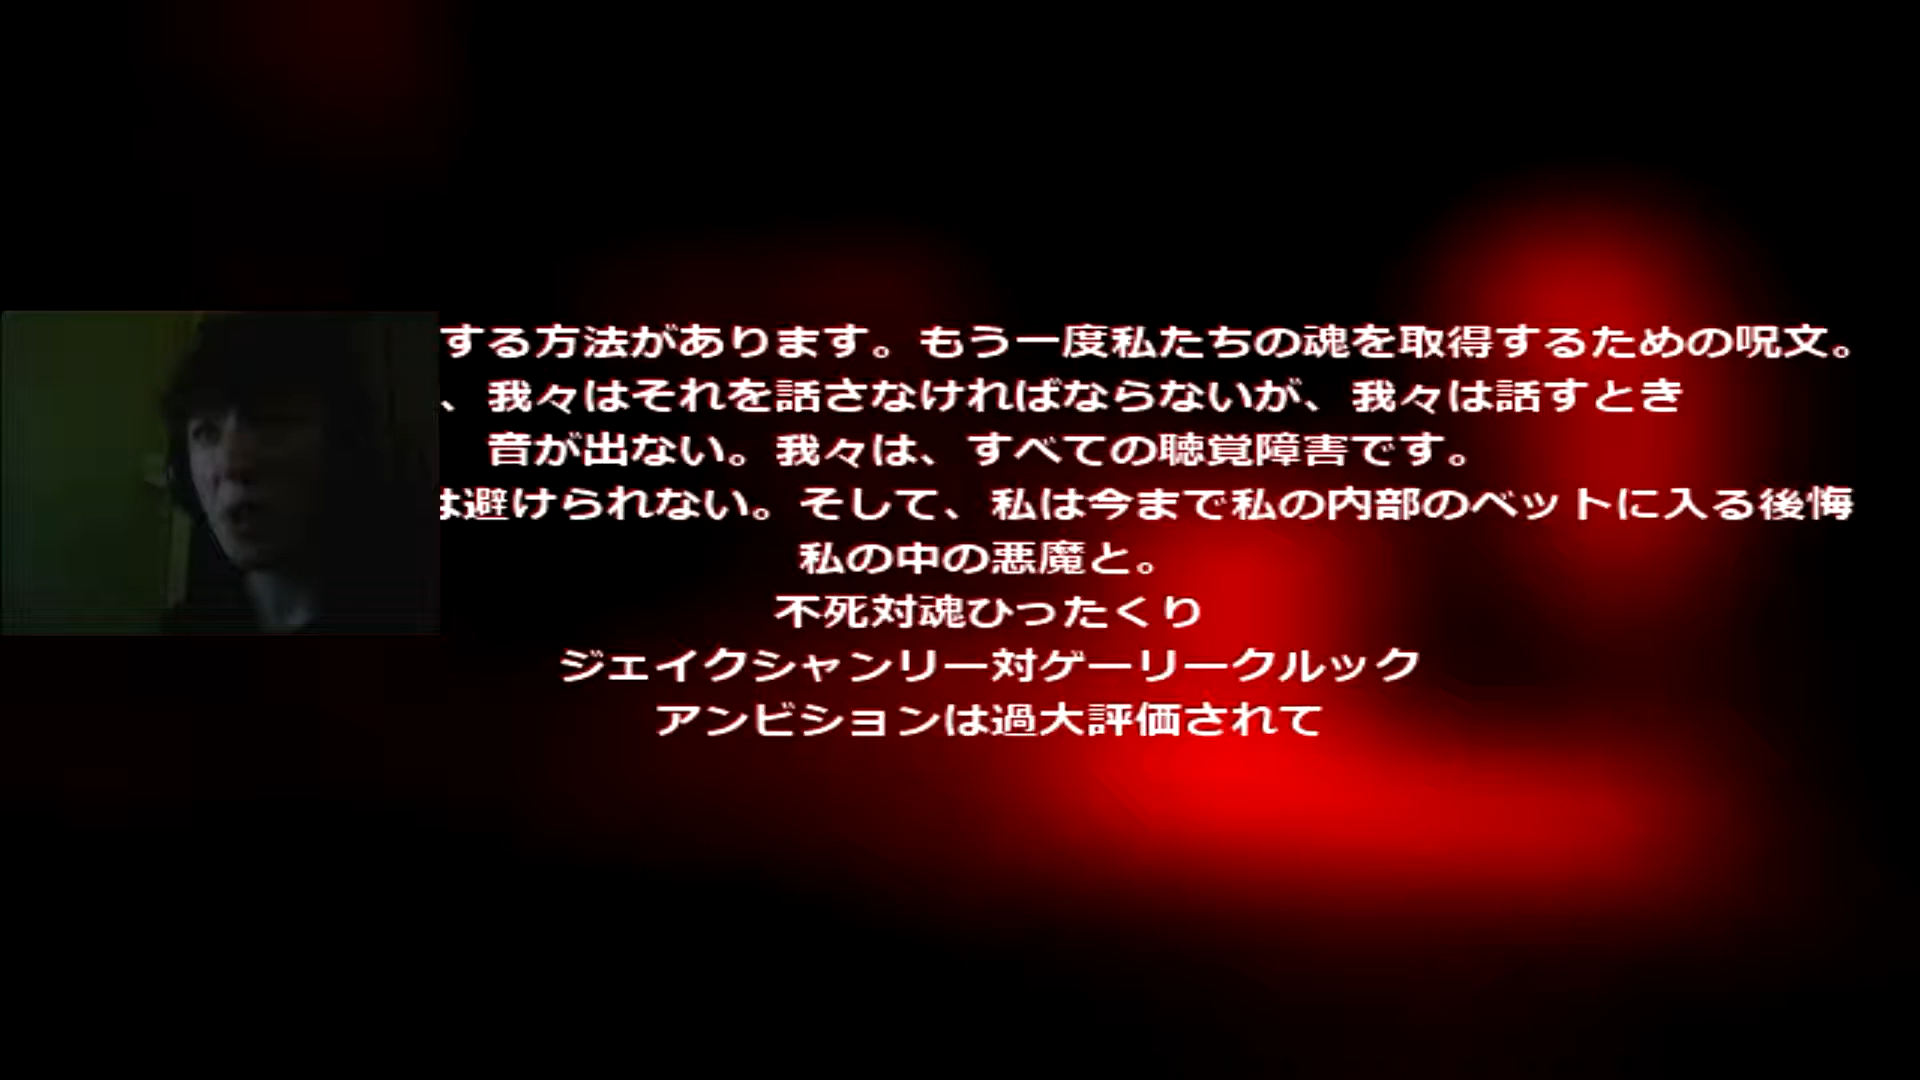 する方法があります。もう一度私たちの魂を取得するための呪文。
、我々はそれを話さなければならないが、我々は話すとき
音が出ない。我々は、すべての聴覚障害です。
は避けられない。そして、私は今まで私の内部のベットに入る後悔
私の中の悪魔と。
不死対魂ひったくり
ジェイクシャンリー対ゲーリークルック
アンビションは過大評価されて